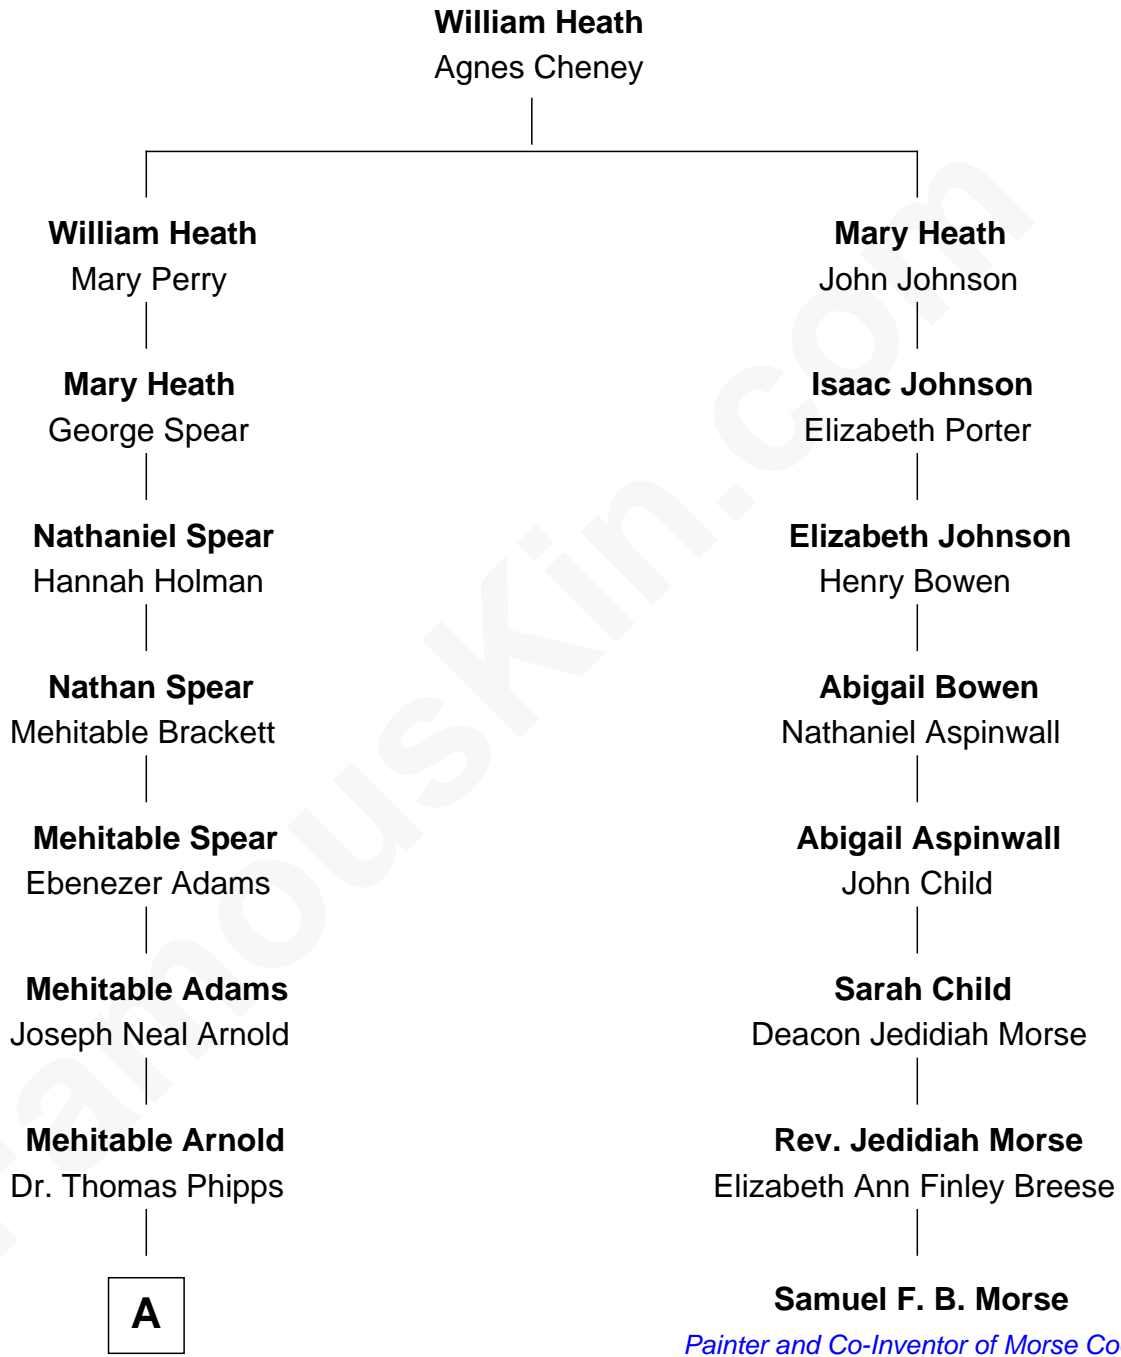 William Heath
Agnes Cheney
William Heath
Mary Perry
Mary Heath
John Johnson
Mary Heath
George Spear
Isaac Johnson
Elizabeth Porter
Nathaniel Spear
Hannah Holman
Elizabeth Johnson
Henry Bowen
Nathan Spear
Mehitable Brackett
Abigail Bowen
Nathaniel Aspinwall
Mehitable Spear
Ebenezer Adams
Abigail Aspinwall
John Child
Mehitable Adams
Joseph Neal Arnold
Sarah Child
Deacon Jedidiah Morse
Mehitable Arnold
Dr. Thomas Phipps
Rev. Jedidiah Morse
Elizabeth Ann Finley Breese
A
Samuel F. B. Morse
Painter and Co-Inventor of Morse Co
FamousKin.com